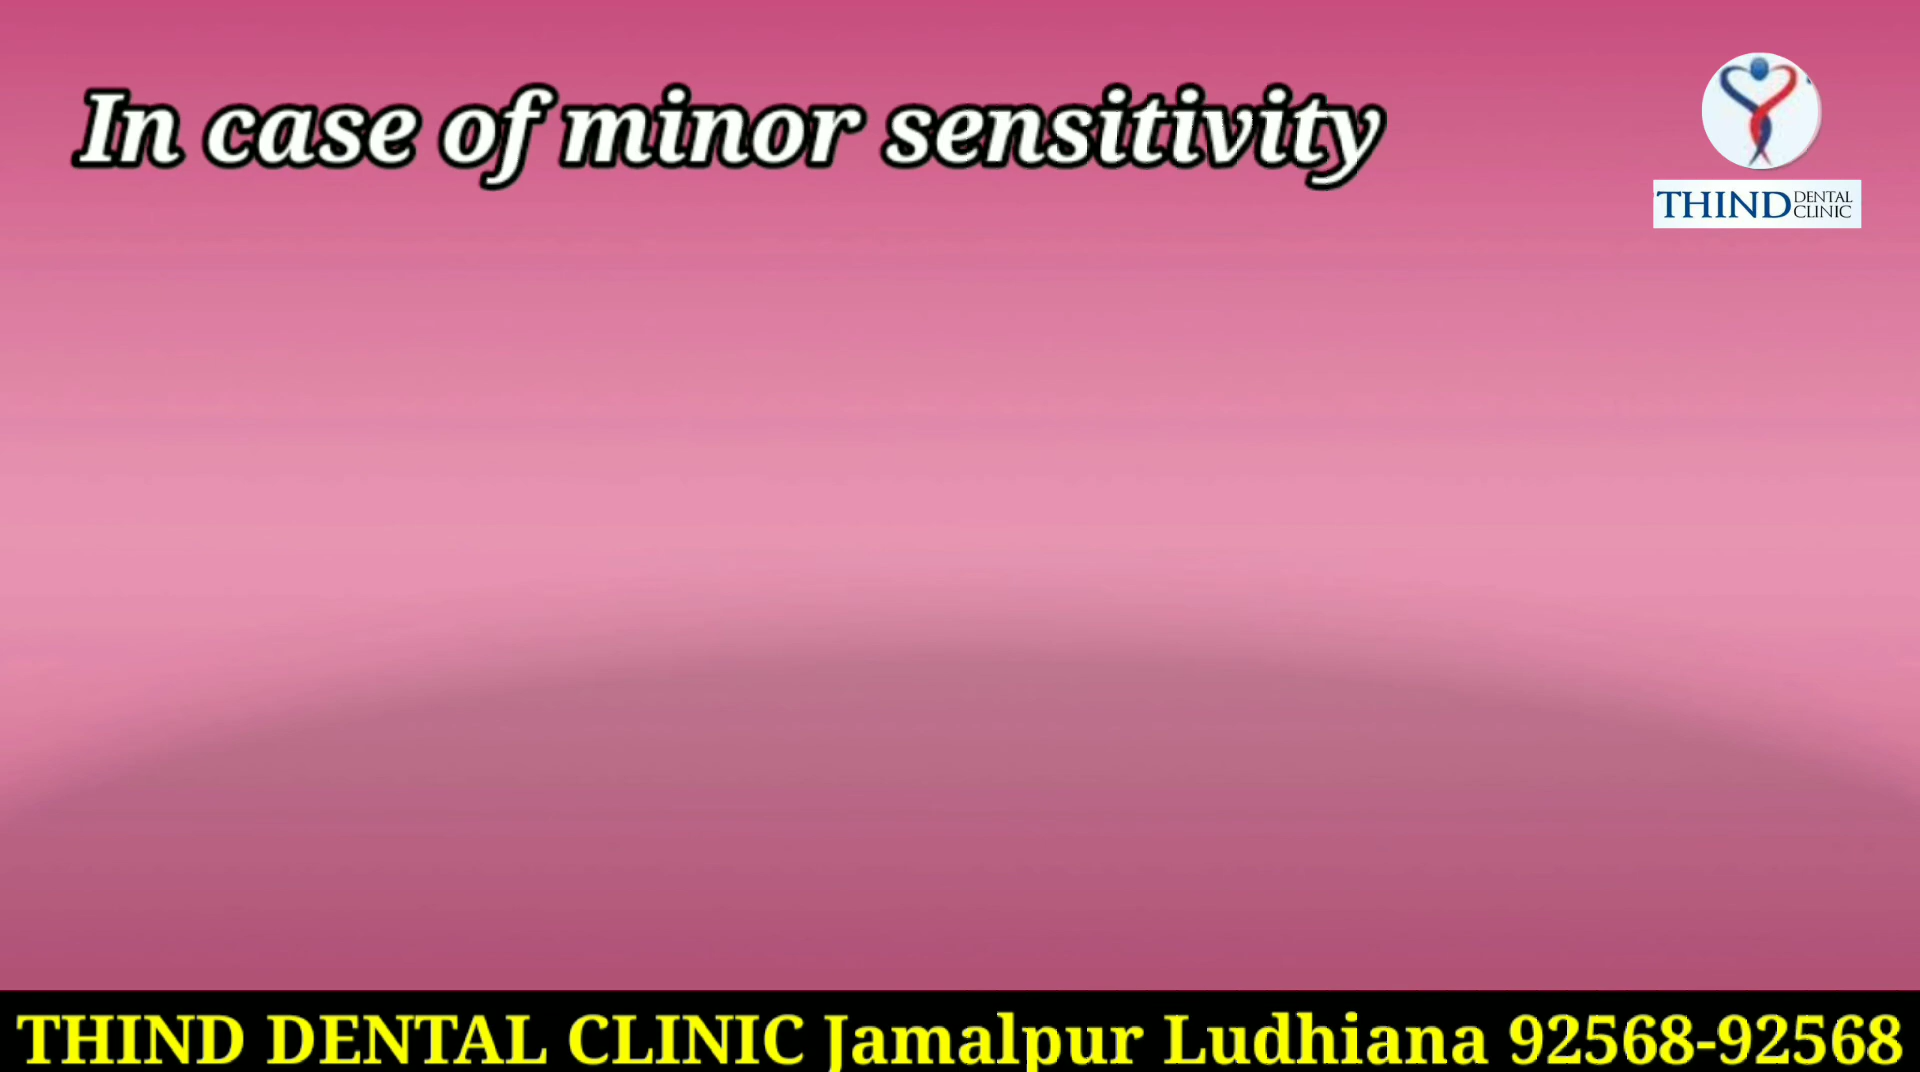 In case of minor sensitivity
THIND DENTAL CLINIC
THIND DENTAL CLINIC Jamalpur Ludhiana 92568-92568